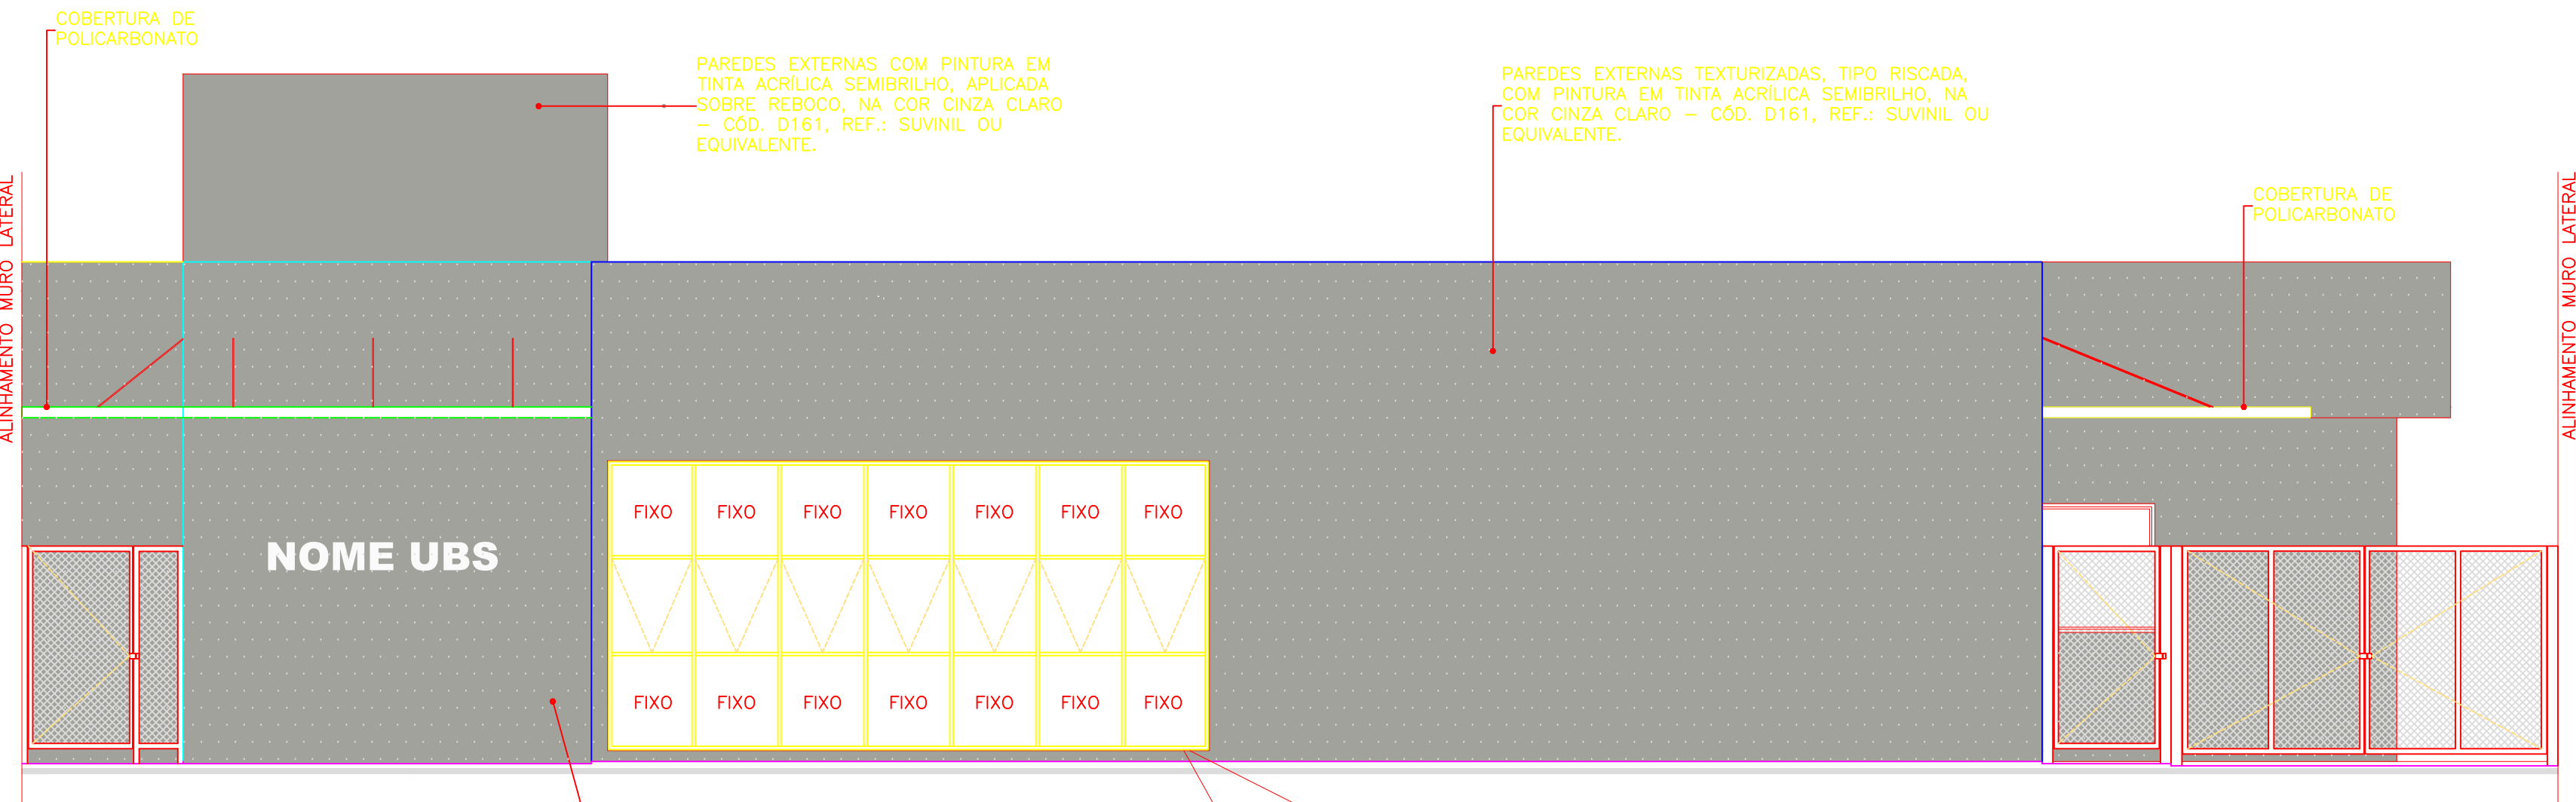 COBERTURA DE
POLICARBONATO
PAREDES EXTERNAS COM PINTURA EM
TINTA ACRÍLICA SEMIBRILHO, APLICADA
SOBRE REBOCO, NA COR CINZA CLARO
– CÓD. D161, REF.: SUVINIL OU
EQUIVALENTE.
PAREDES EXTERNAS TEXTURIZADAS, TIPO RISCADA,
COM PINTURA EM TINTA ACRÍLICA SEMIBRILHO, NA
COR CINZA CLARO – CÓD. D161, REF.: SUVINIL OU
EQUIVALENTE.
COBERTURA DE
POLICARBONATO
ALINHAMENTO MURO LATERAL
ALINHAMENTO MURO LATERAL
NOME UBS
FIXO FIXO FIXO FIXO FIXO FIXO FIXO
FIXO FIXO FIXO FIXO FIXO FIXO FIXO